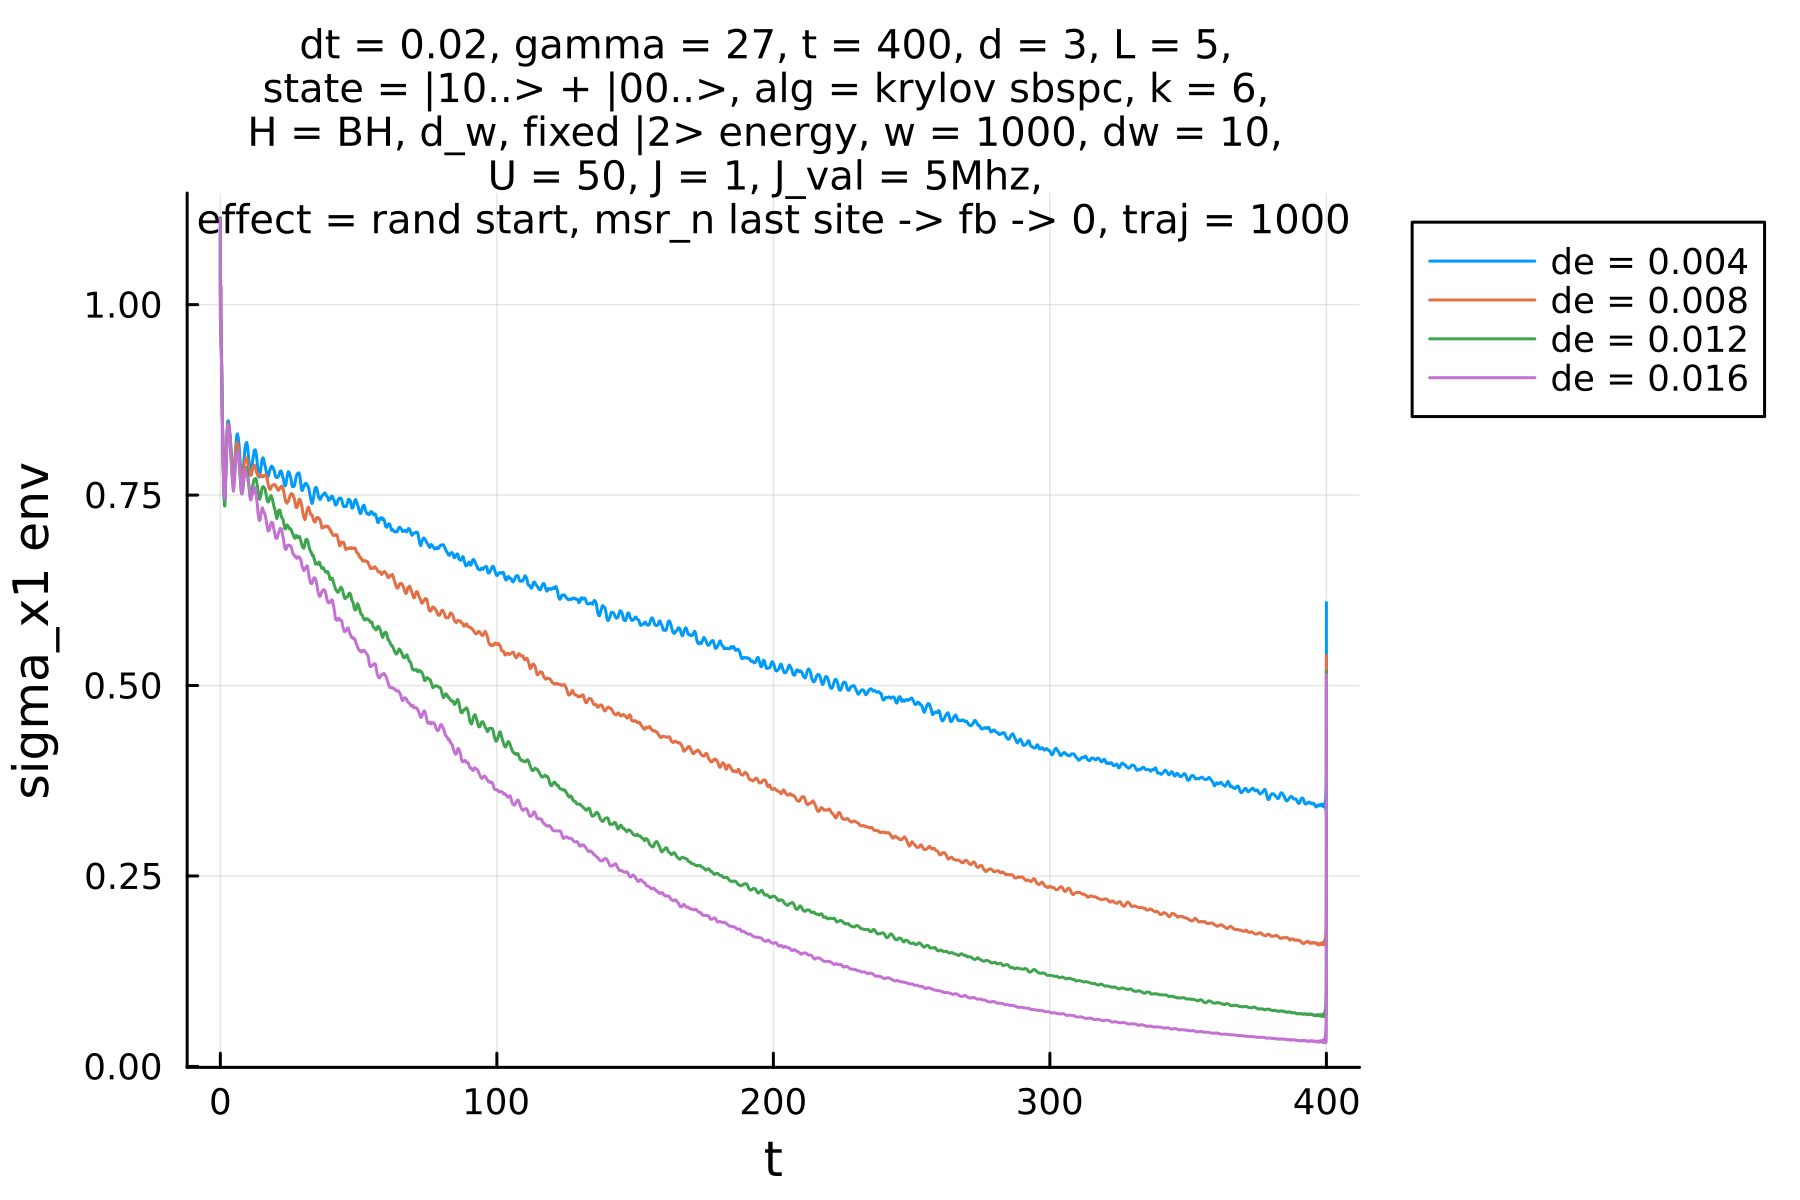 dt = 0.02, gamma = 27, t = 400, d = 3, L = 5,
state = |10..> + |00..>, alg = krylov sbspc, k = 6,
H = BH, d_w, fixed |2> energy, w = 1000, dw = 10,
U = 50, J = 1, J_val = 5Mhz,
effect = rand start, msr_n last site -> fb -> 0, traj = 1000
de = 0.004
de = 0.008
de = 0.012
de = 0.016
sigma_x1 env
1.00
0.75
0.50
0.25
0.00
0 100 200 300 400
t